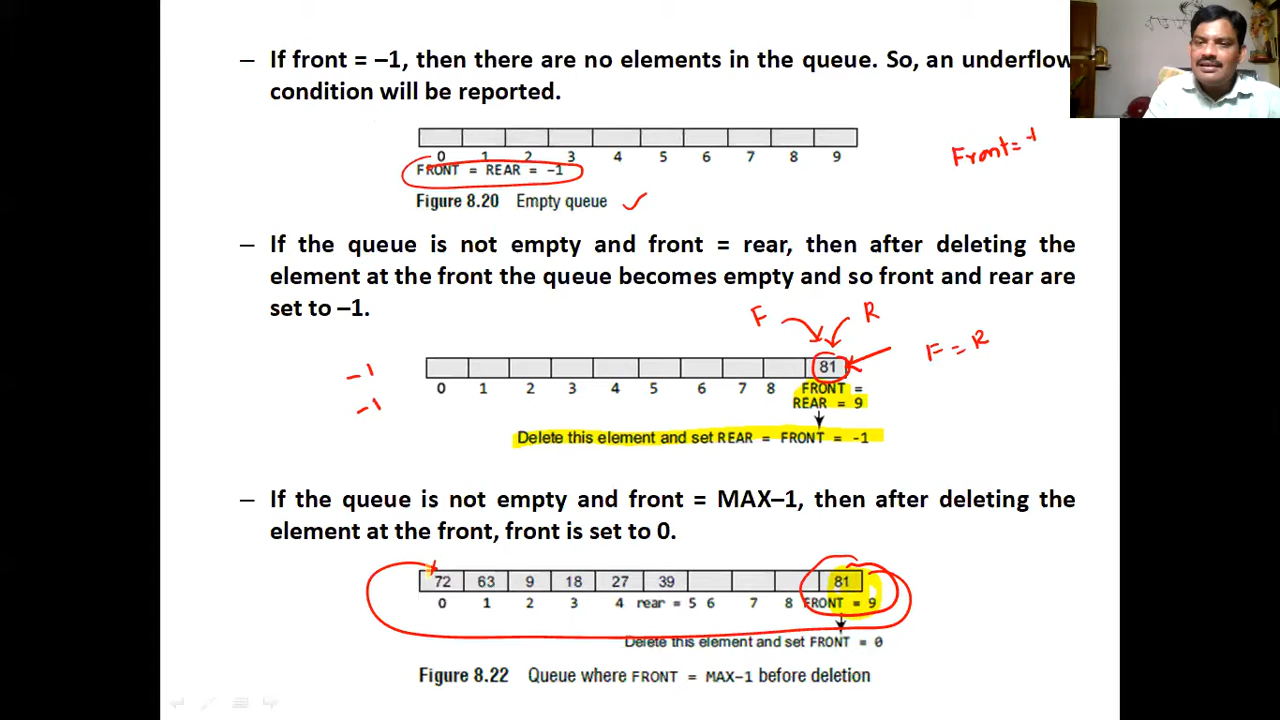 – If front = –1, then there are no elements in the queue. So, an underflow
condition will be reported.
0 1 2 3 4 5 6 7 8 9
FRONT = REAR = -1
Front = -1
Figure 8.20 Empty queue
– If the queue is not empty and front = rear, then after deleting the
element at the front the queue becomes empty and so front and rear are
set to –1.
F R
F = R
-1
-1
81
0 1 2 3 4 5 6 7 8 FRONT =
REAR = 9
Delete this element and set REAR = FRONT = -1
– If the queue is not empty and front = MAX–1, then after deleting the
element at the front, front is set to 0.
72 63 9 18 27 39 81
0 1 2 3 4 rear = 5 6 7 8 FRONT = 9
Delete this element and set FRONT = 0
Figure 8.22 Queue where FRONT = MAX-1 before deletion